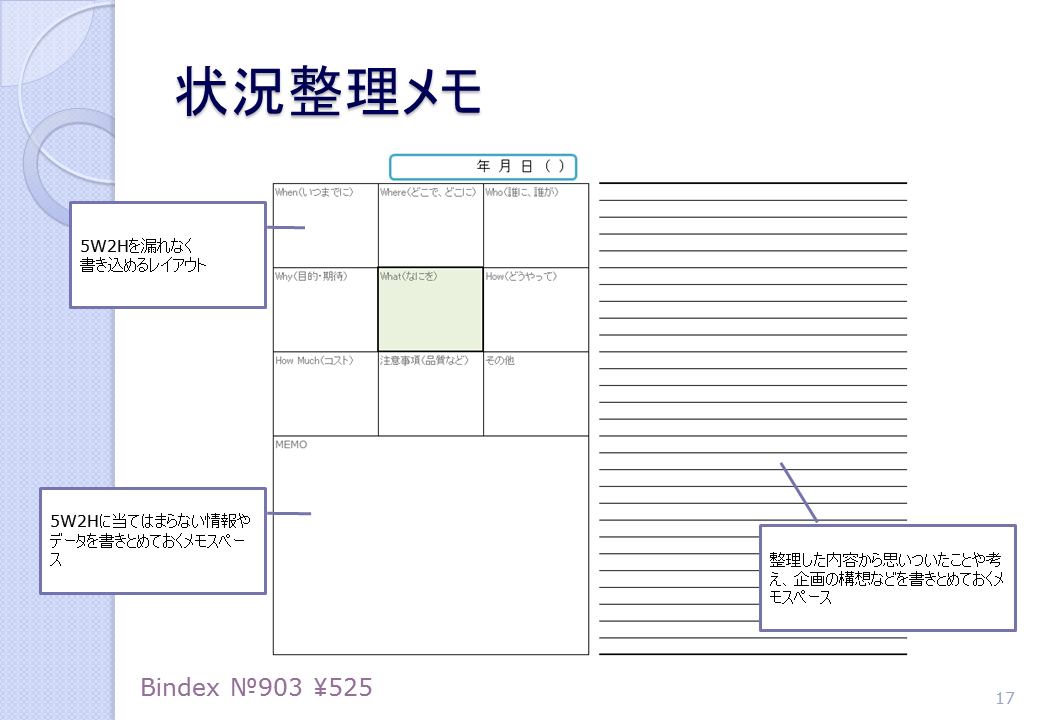 状況整理メモ
年 月 日 ( )
When(いつまでに)
Where(どこで、どこに)
Who(誰に、誰が)
5W2Hを漏れなく
書き込めるレイアウト
Why(目的・期待)
What(なにを)
How(どうやって)
How Much(コスト)
注意事項(品質など)
その他
MEMO
5W2Hに当てはまらない情報や
データを書きとめておくメモスペー
ス
整理した内容から思いついたことや考
え、企画の構想などを書きとめておくメ
モスペース
Bindex №903 ¥525
17